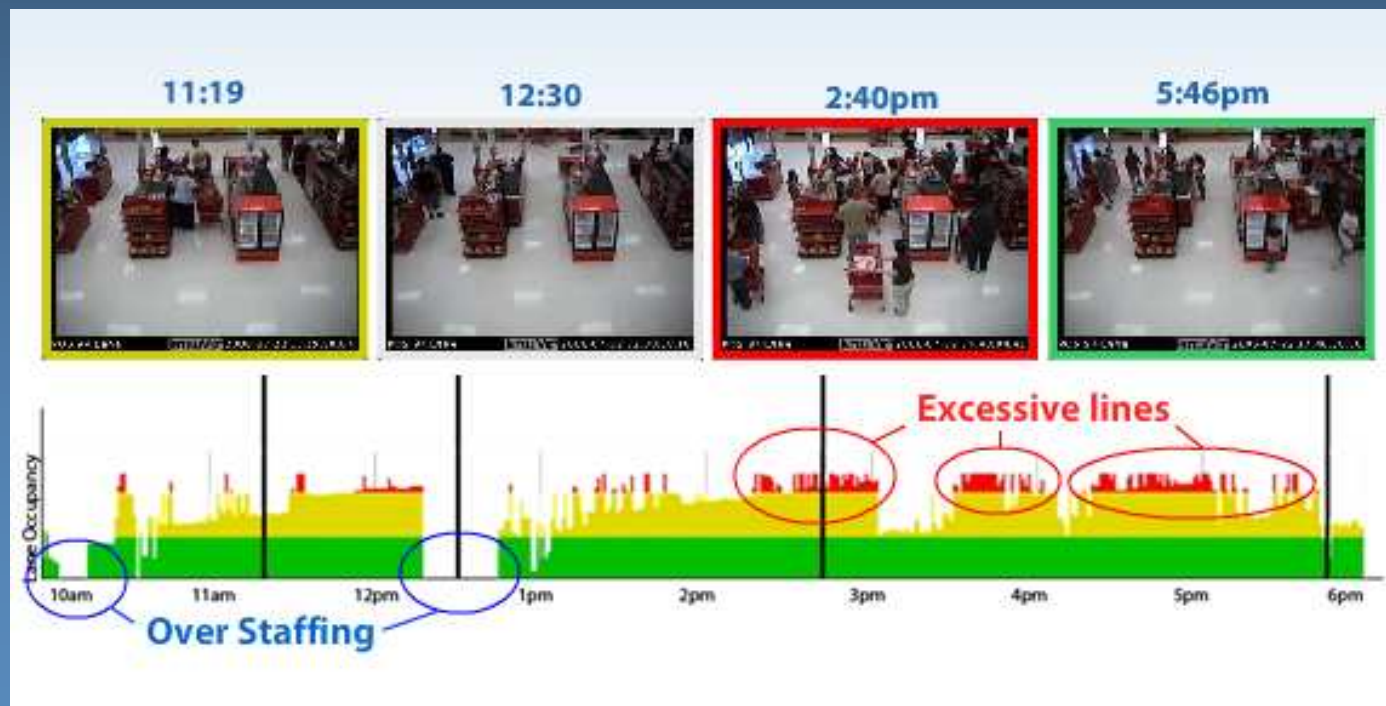 11:19
12:30
2:40pm
5:46pm
Excessive lines
Lane Occupancy
10am
11am
12pm
1pm
2pm
3pm
4pm
5pm
6pm
Over Staffing